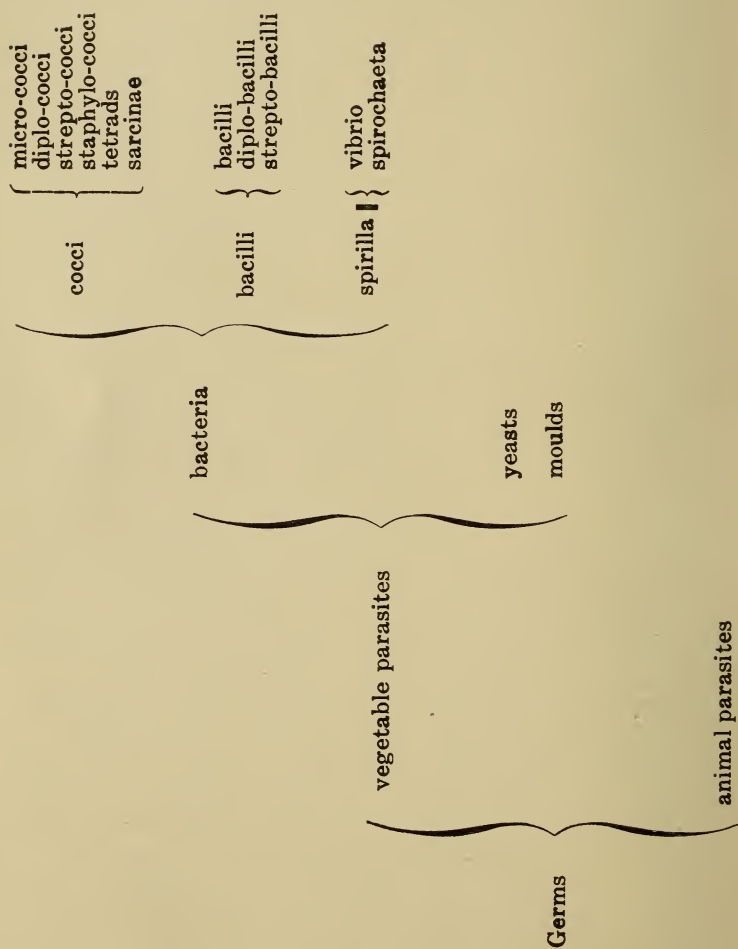 Germs
vegetable parasites
animal parasites
bacteria
yeasts
moulds
cocci
bacilli
spirilla
micro-cocci
diplo-cocci
strepto-cocci
staphylo-cocci
tetrads
sarcinae
bacilli
diplo-bacilli
strepto-bacilli
vibrio
spirochaeta